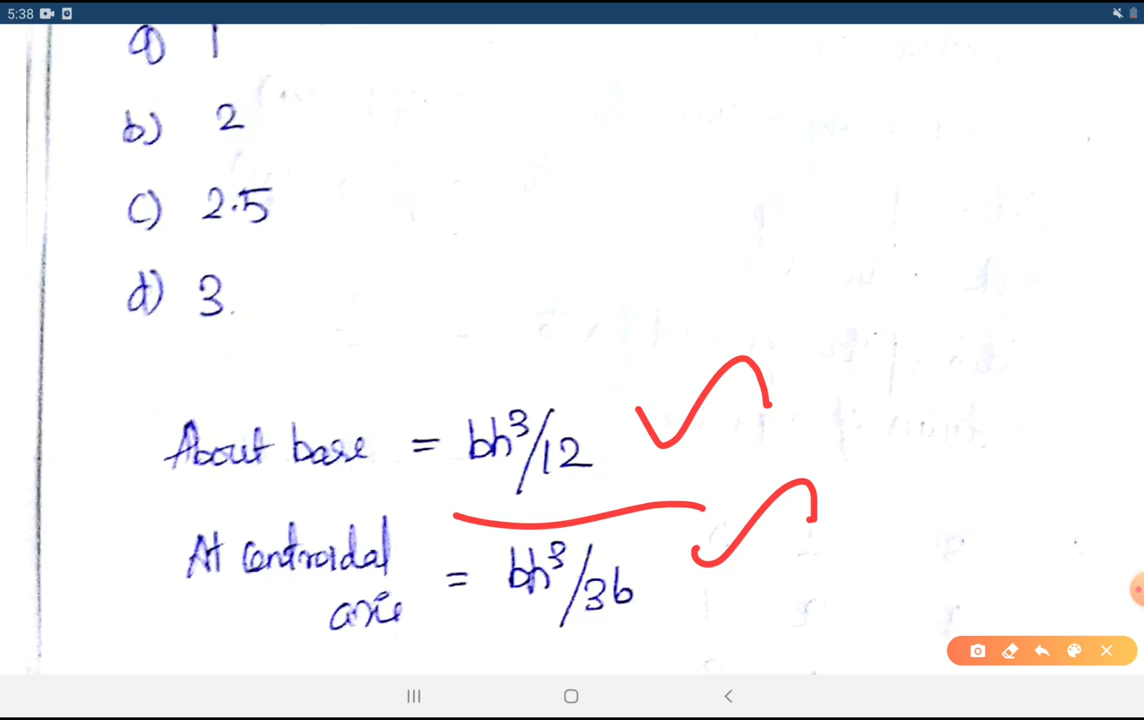 5:38
a) 1
b) 2
c) 2.5
d) 3.
About base = bh³/12
At Centroidal
axis = bh³/36